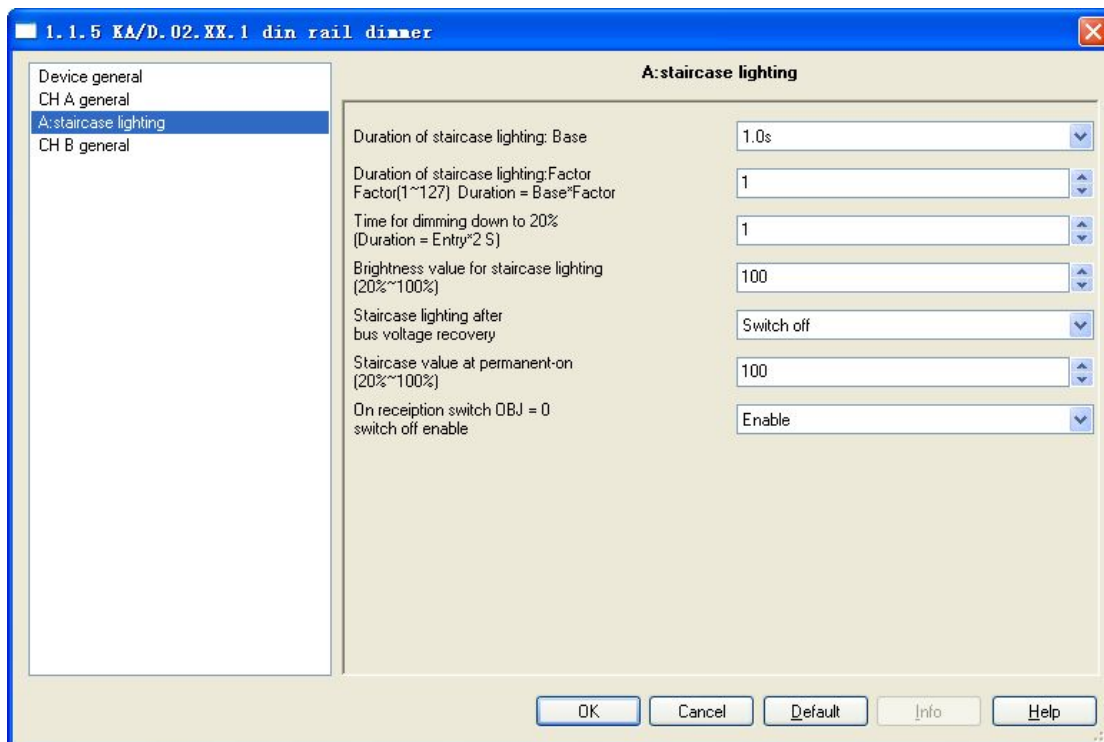 1.1.5 KA/D.02.XX.1 din rail dimmer
Device general
CH A general
A:staircase lighting
CH B general
A:staircase lighting
Duration of staircase lighting: Base
1.0s
Duration of staircase lighting:Factor
Factor(1~127) Duration = Base*Factor
1
Time for dimming down to 20%
(Duration = Entry*2 S)
1
Brightness value for staircase lighting
(20%~100%)
100
Staircase lighting after
bus voltage recovery
Switch off
Staircase value at permanent-on
(20%~100%)
100
On receiption switch OBJ = 0
switch off enable
Enable
OK
Cancel
Default
Info
Help